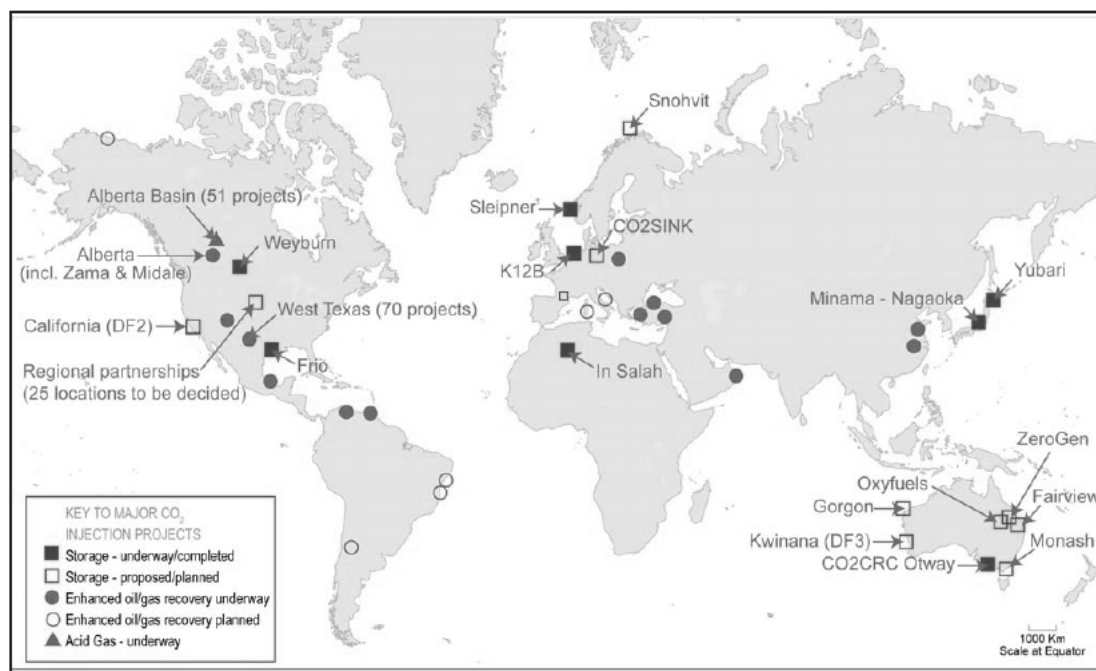 Snohvit
Alberta Basin (51 projects)
Sleipner
CO2SINK
Weyburn
Alberta
(incl. Zama & Midale)
K12B
Yubari
Minama - Nagaoka
West Texas (70 projects)
California (DF2)
Frio
In Salah
Regional partnerships
(25 locations to be decided)
ZeroGen
Oxyfuels
Fairview
Gorgon
Kwinana (DF3)
Monash
CO2CRC Otway
KEY TO MAJOR CO₂
INJECTION PROJECTS
Storage - underway/completed
Storage - proposed/planned
Enhanced oil/gas recovery underway
Enhanced oil/gas recovery planned
Acid Gas - underway
1000 Km
Scale at Equator